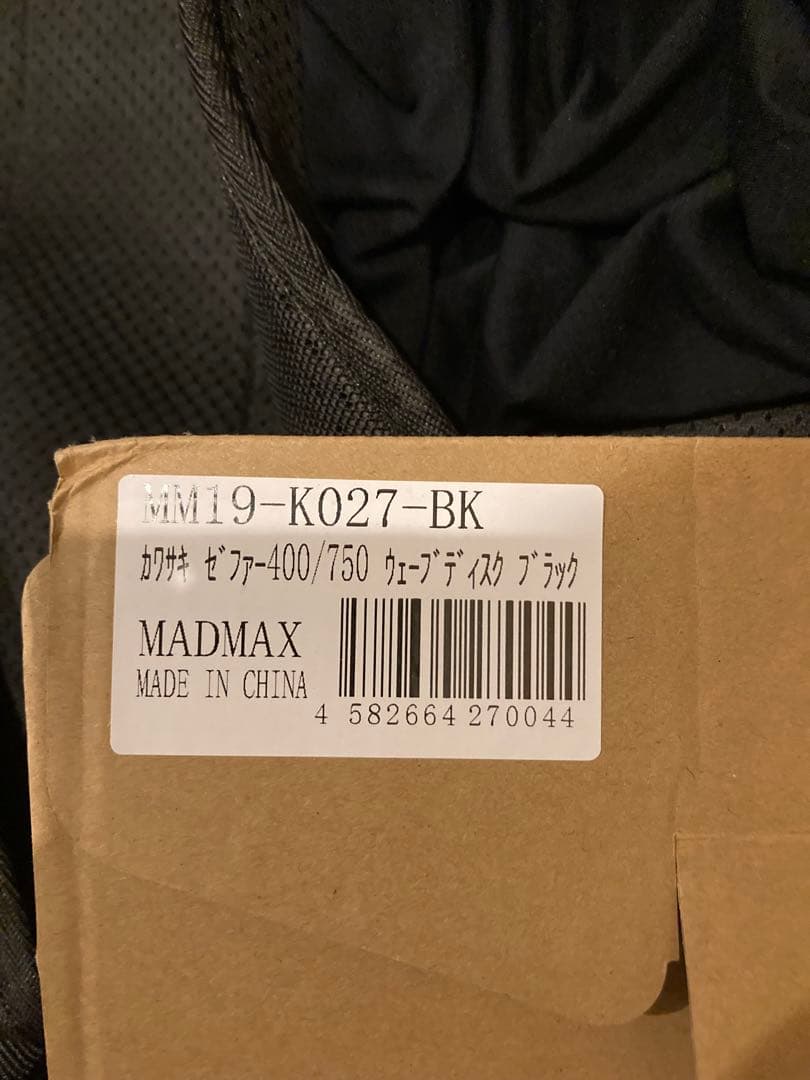 MM19-K027-BK
ｶﾜｻｷ ｾﾞﾌｧｰ400/750 ｳｪｰﾌﾞﾃﾞｨｽｸ ﾌﾞﾗｯｸ
MADMAX
MADE IN CHINA
4 582664 270044